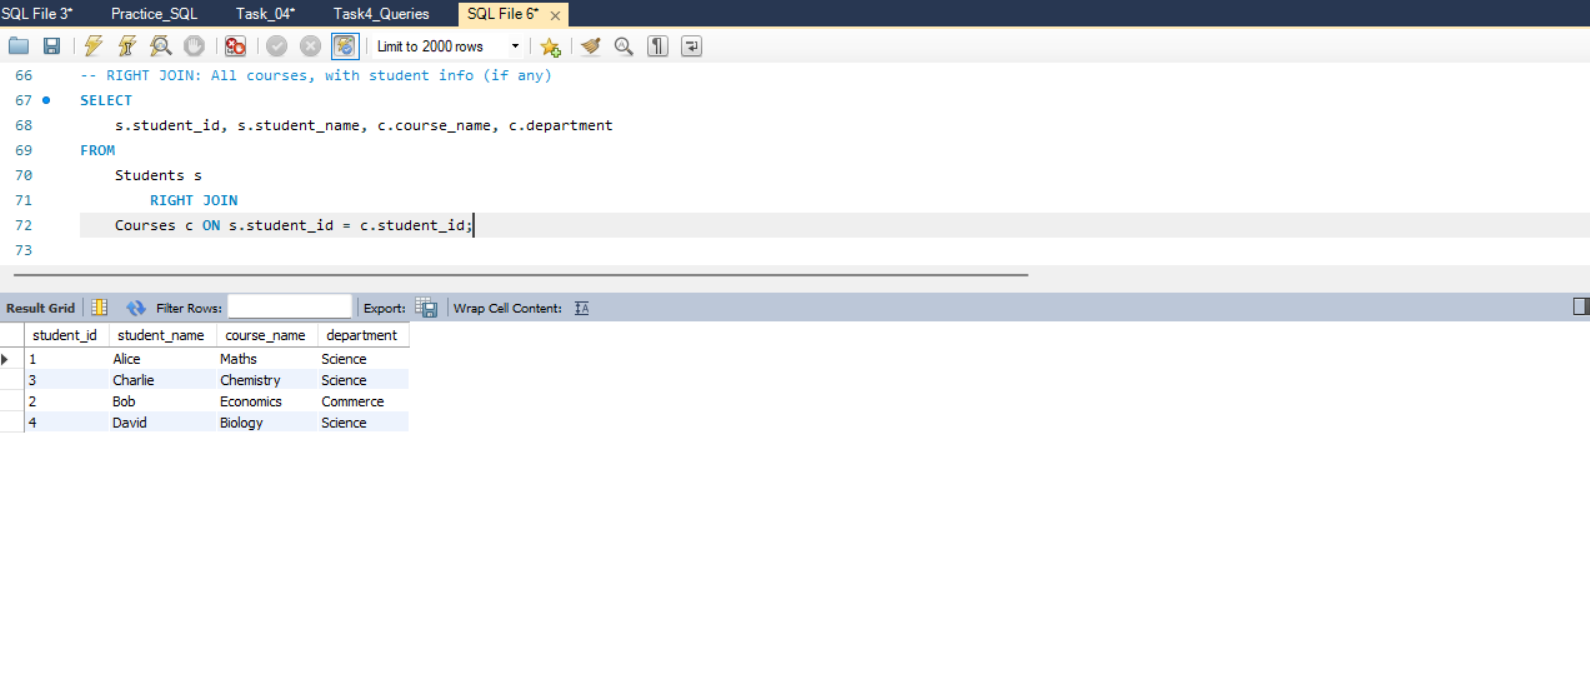 SQL File 3* Practice_SQL Task_04* Task4_Queries SQL File 6* ×
Limit to 2000 rows
66 -- RIGHT JOIN: All courses, with student info (if any)
67 SELECT
68 s.student_id, s.student_name, c.course_name, c.department
69 FROM
70 Students s
71 RIGHT JOIN
72 Courses c ON s.student_id = c.student_id;
73
Result Grid Filter Rows: Export: Wrap Cell Content:
student_id student_name course_name department
1 Alice Maths Science
3 Charlie Chemistry Science
2 Bob Economics Commerce
4 David Biology Science